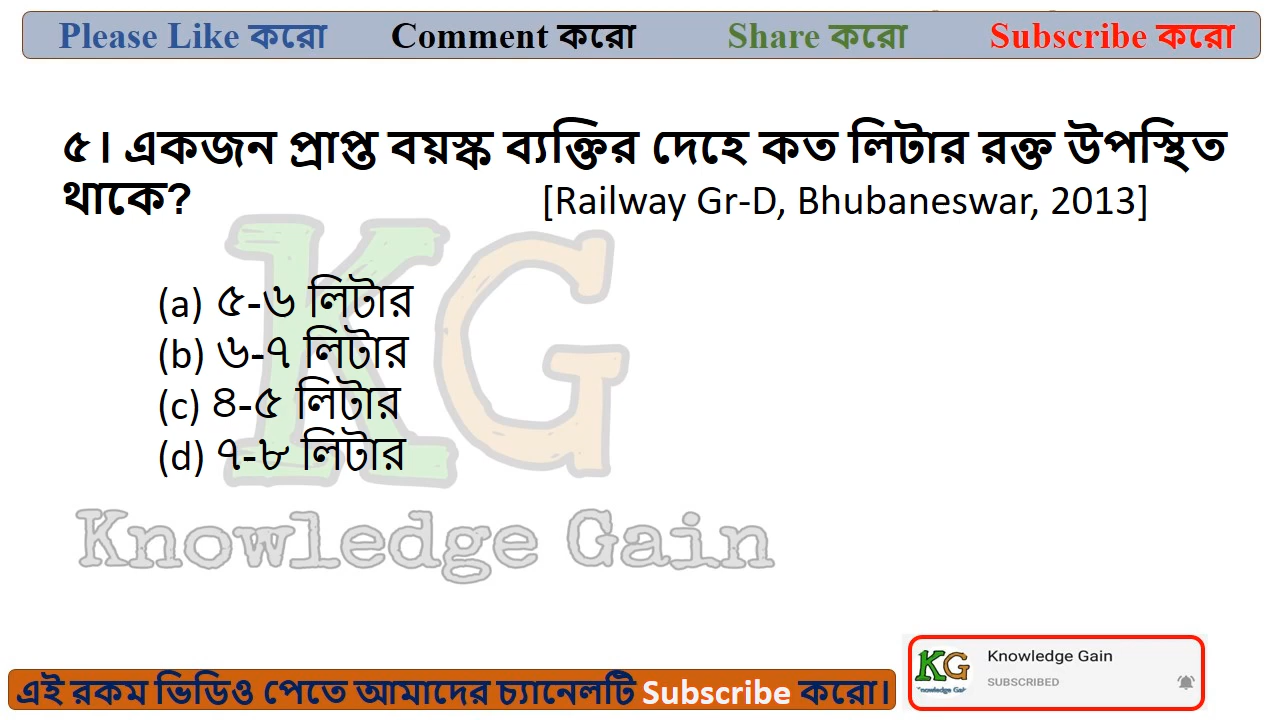 Please Like করো Comment করো Share করো Subscribe করো
৫। একজন প্রাপ্ত বয়স্ক ব্যক্তির দেহে কত লিটার রক্ত উপস্থিত
থাকে? [Railway Gr-D, Bhubaneswar, 2013]
KG
(a) ৫-৬ লিটার
(b) ৬-৭ লিটার
(c) ৪-৫ লিটার
(d) ৭-৮ লিটার
Knowledge Gain
এই রকম ভিডিও পেতে আমাদের চ্যানেলটি Subscribe করো।
KG
Knowledge Gain
SUBSCRIBED